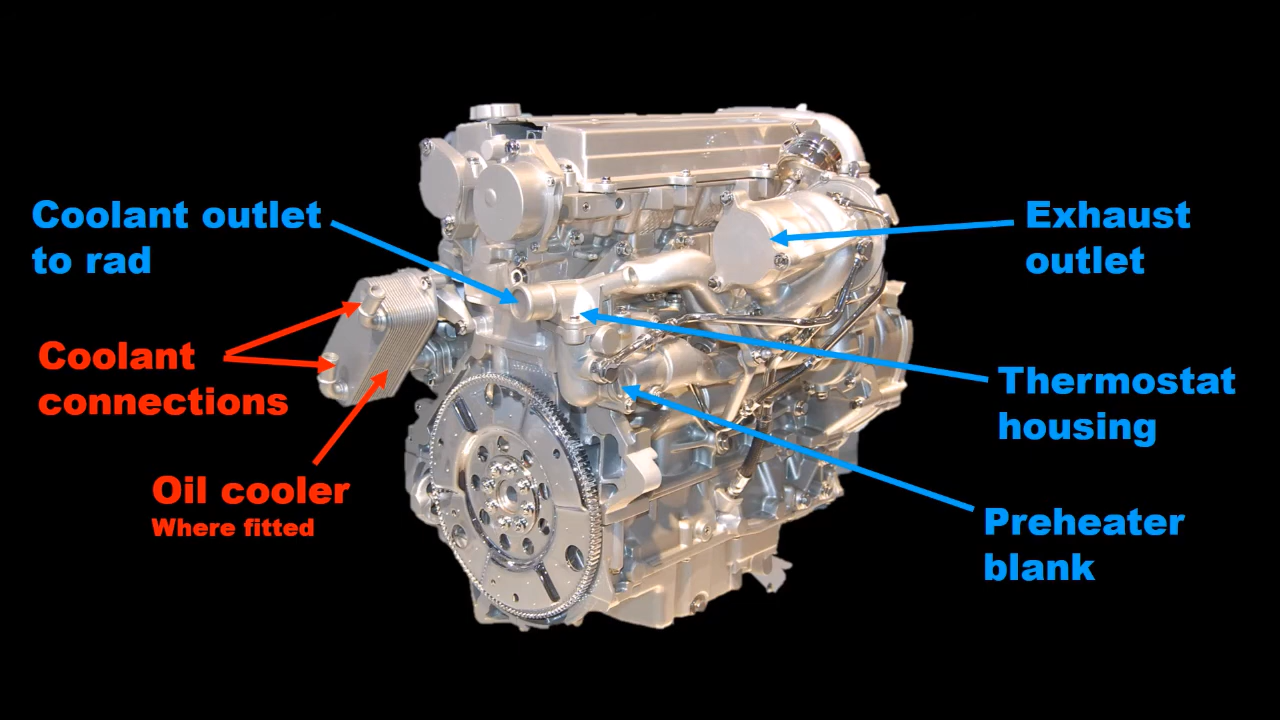 Coolant outlet
to rad
Coolant
connections
Oil cooler
Where fitted
Exhaust
outlet
Thermostat
housing
Preheater
blank